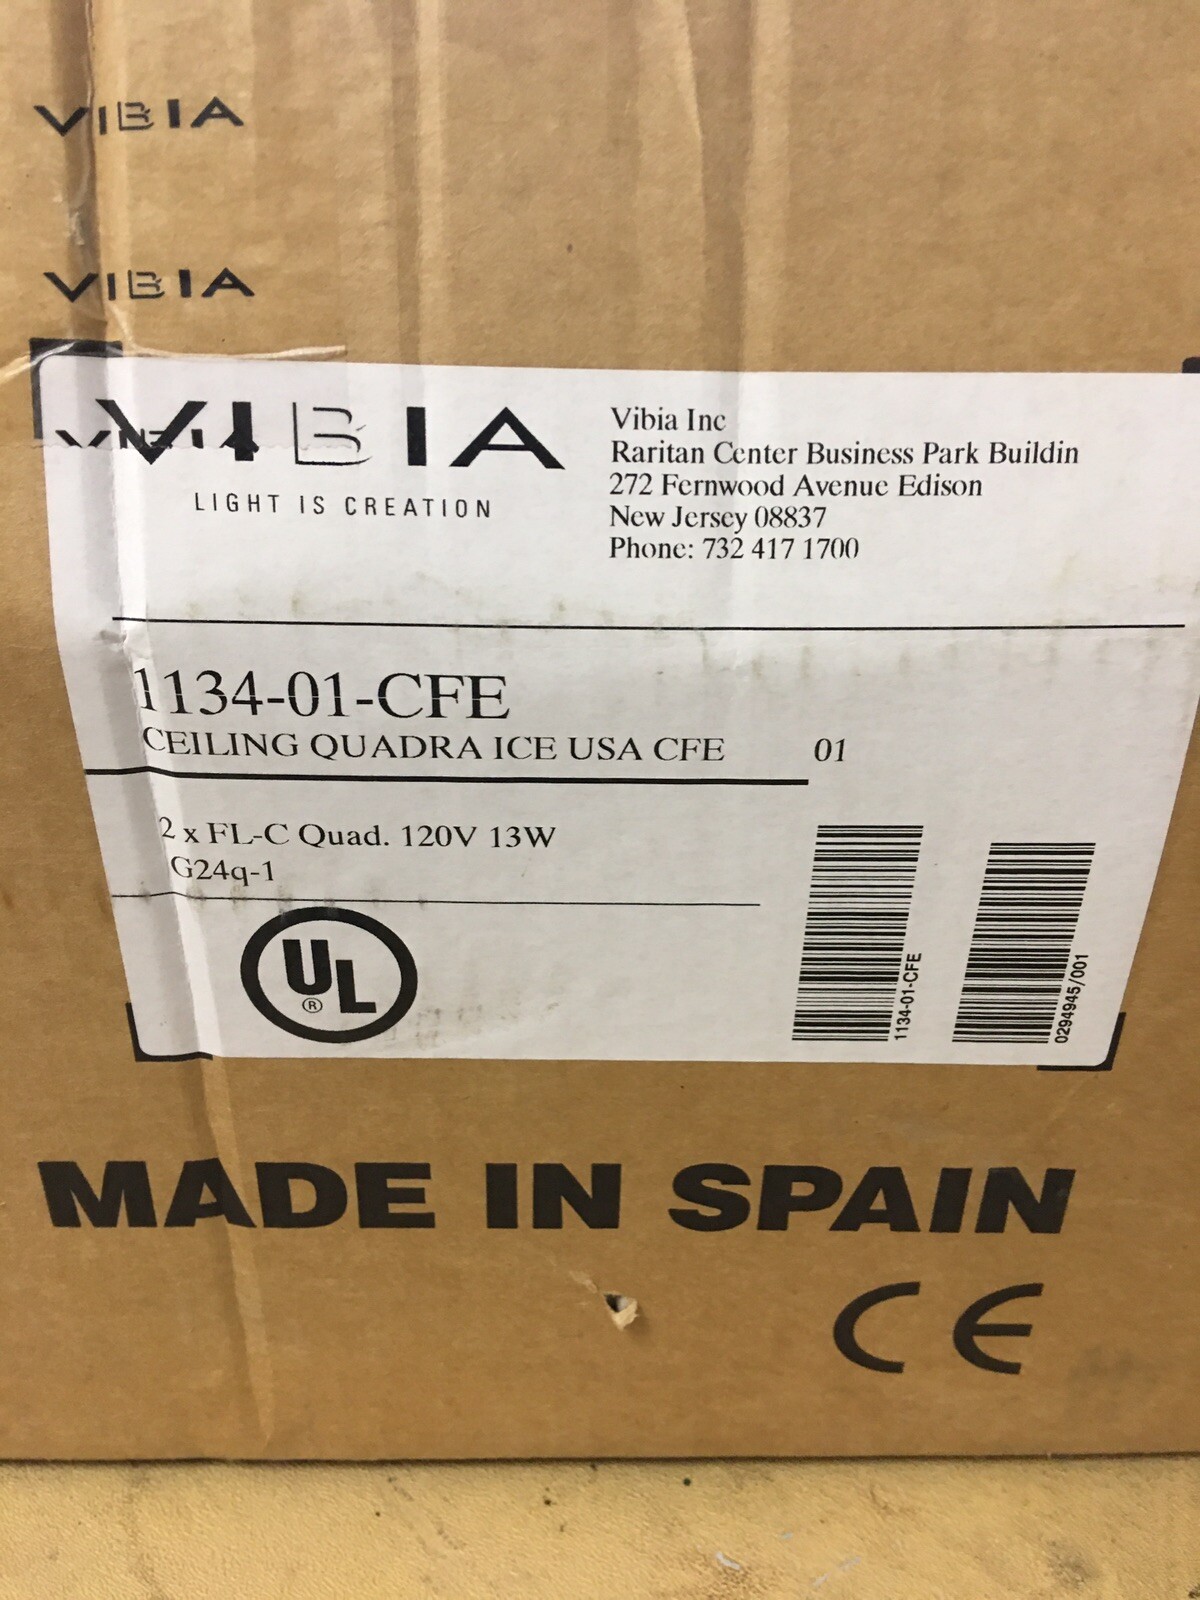 VIBIA
VIBIA
VIBIA
VIBIA
LIGHT IS CREATION
Vibia Inc
Raritan Center Business Park Buildin
272 Fernwood Avenue Edison
New Jersey 08837
Phone: 732 417 1700
1134-01-CFE
CEILING QUADRA ICE USA CFE 01
2 x FL-C Quad. 120V 13W
G24q-1
UL
®
1134-01-CFE
0294945/001
MADE IN SPAIN
CE